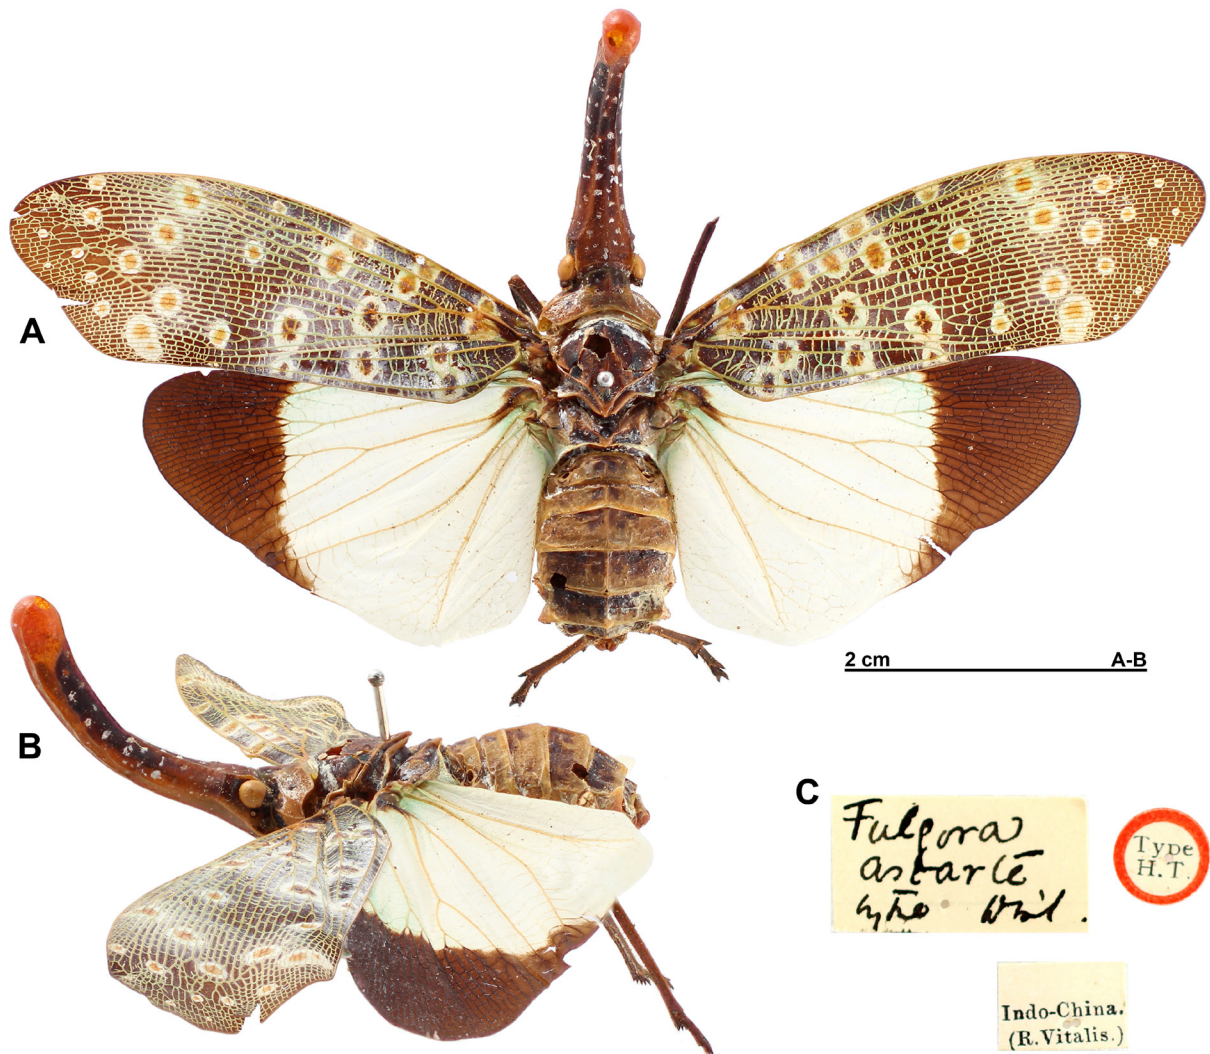 A
2 cm A-B
B
C
Fulgora
astarte
Type
H.T.
Indo-China.
(R.Vitalis.)